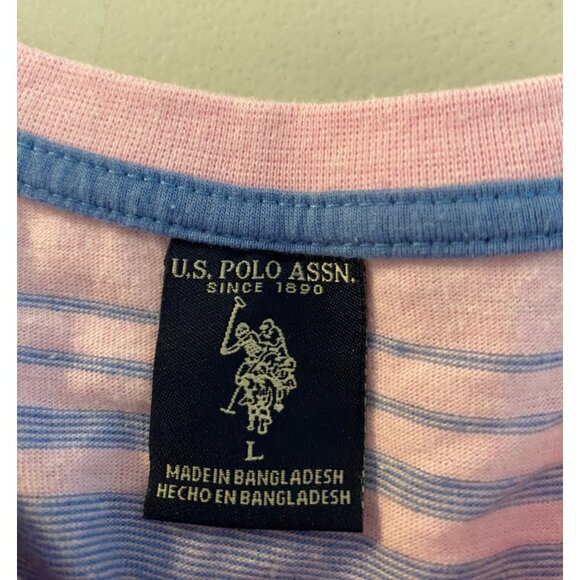 U.S. POLO ASSN.
SINCE 1890
L
MADE IN BANGLADESH
HECHO EN BANGLADESH